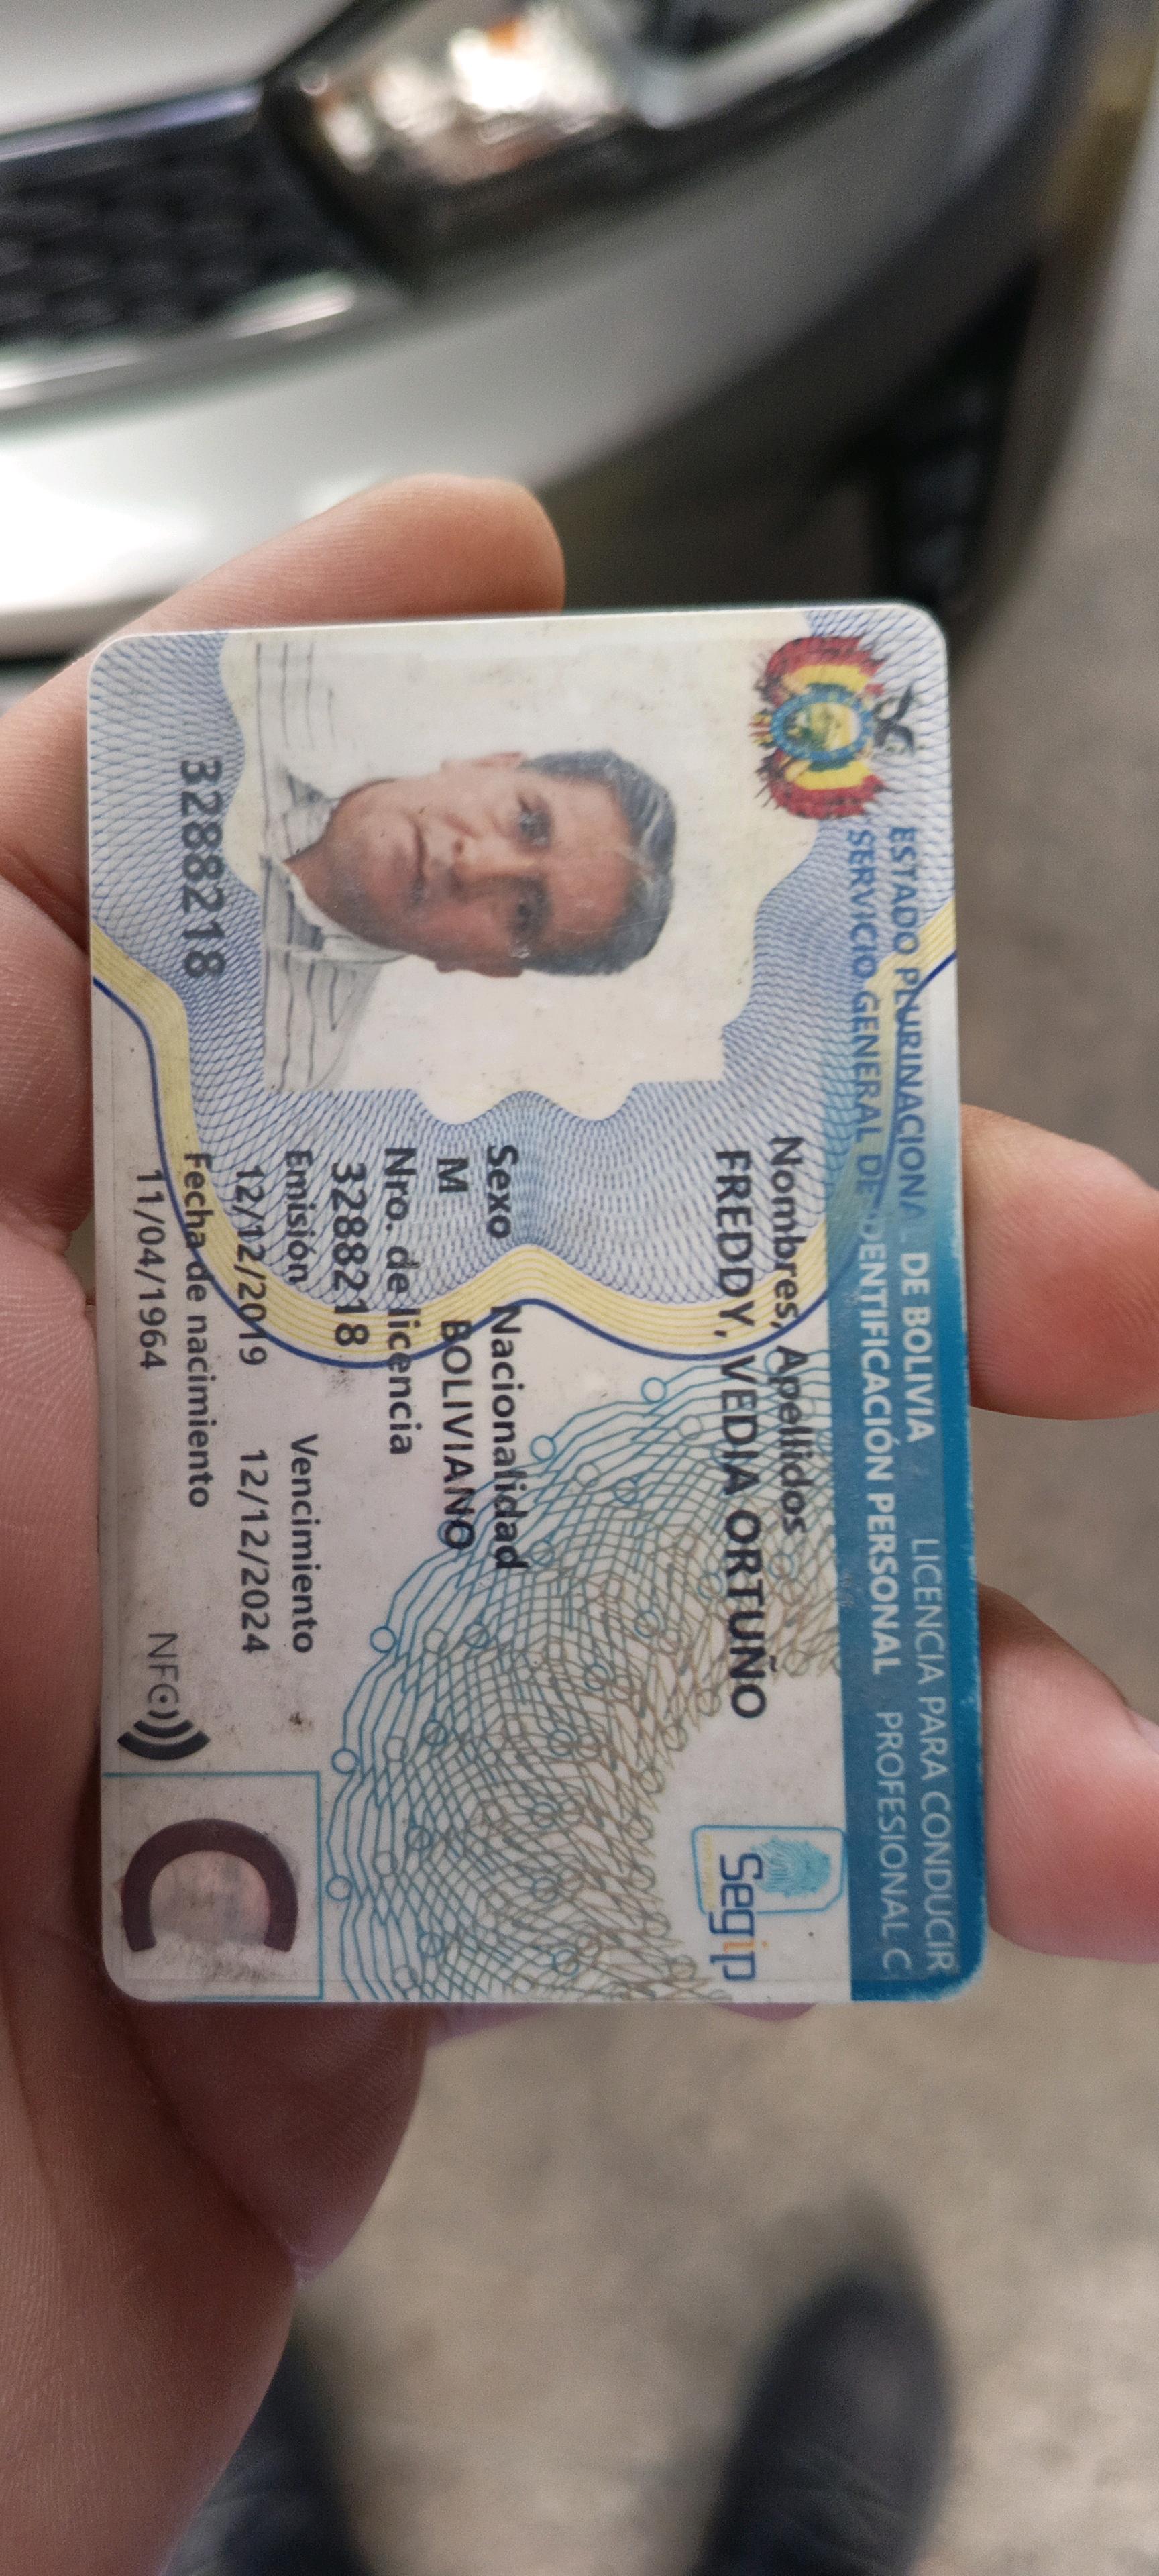 ESTADO PLURINACIONAL DE BOLIVIA LICENCIA PARA CONDUCIR
SERVICIO GENERAL DE IDENTIFICACIÓN PERSONAL PROFESIONAL C
Nombres, Apellidos
FREDDY, VEDIA ORTUÑO
Segip
Sexo Nacionalidad
M BOLIVIANO
Nro. de licencia
3288218
Emisión Vencimiento
12/12/2019 12/12/2024
Fecha de nacimiento
11/04/1964
3288218
NFC
C